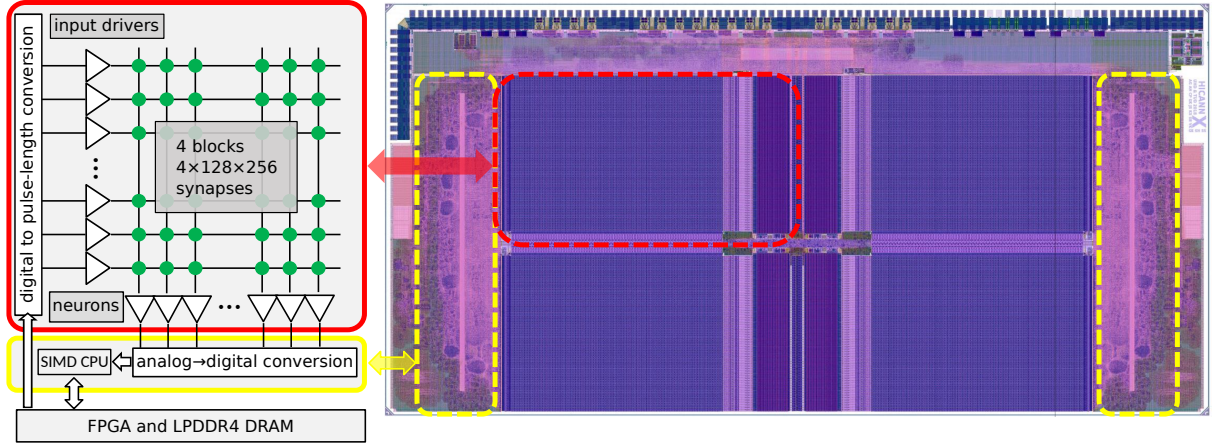 input drivers
digital to pulse-length conversion
...
4 blocks
4×128×256
synapses
neurons
...
SIMD CPU
analog→digital conversion
FPGA and LPDDR4 DRAM
HICANN
X